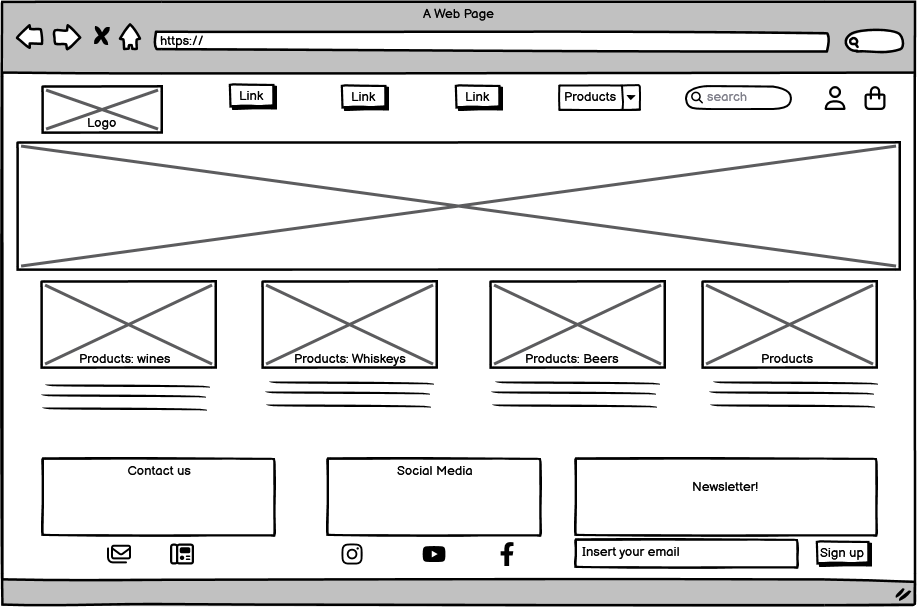 A Web Page
https://
Logo
Link
Link
Link
Products
search
Products: wines
Products: Whiskeys
Products: Beers
Products
Contact us
Social Media
Newsletter!
Insert your email
Sign up